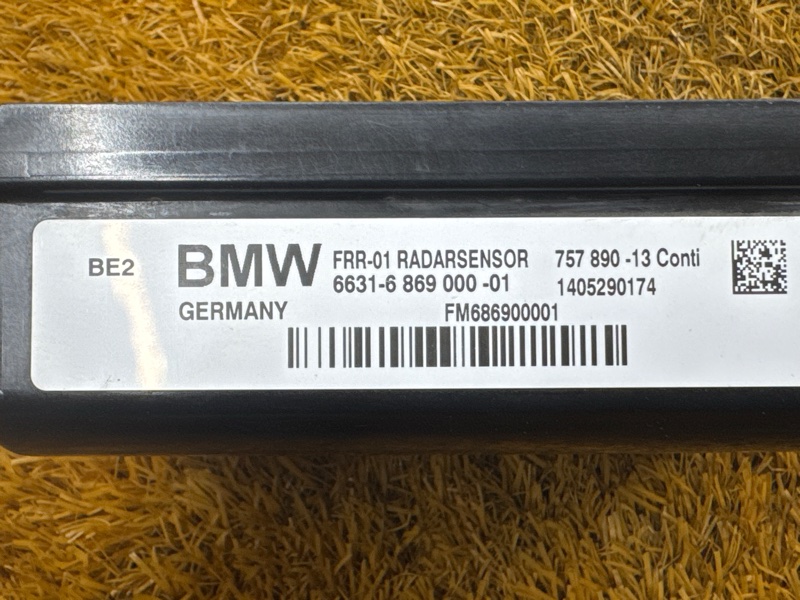 BE2
BMW
GERMANY
FRR-01 RADARSENSOR
6631-6 869 000 -01
FM686900001
757 890 -13 Conti
1405290174